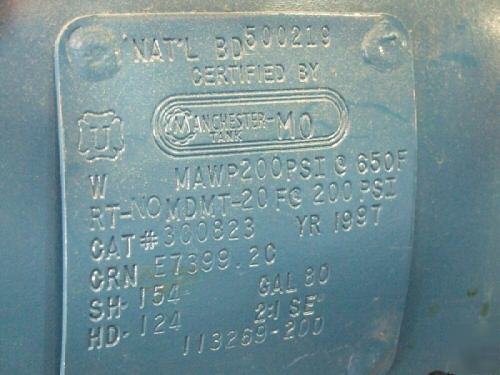 NAT'L BD 500219
CERTIFIED BY
U
MANCHESTER TANK MO
W MAWP 200 PSI @ 650F
RT-NO MDMT-20 F@ 200 PSI
CAT# 300823 YR 1997
CRN E7399.2C
SH- 154 GAL 80
HD- 124 2:1 SE
113269-200